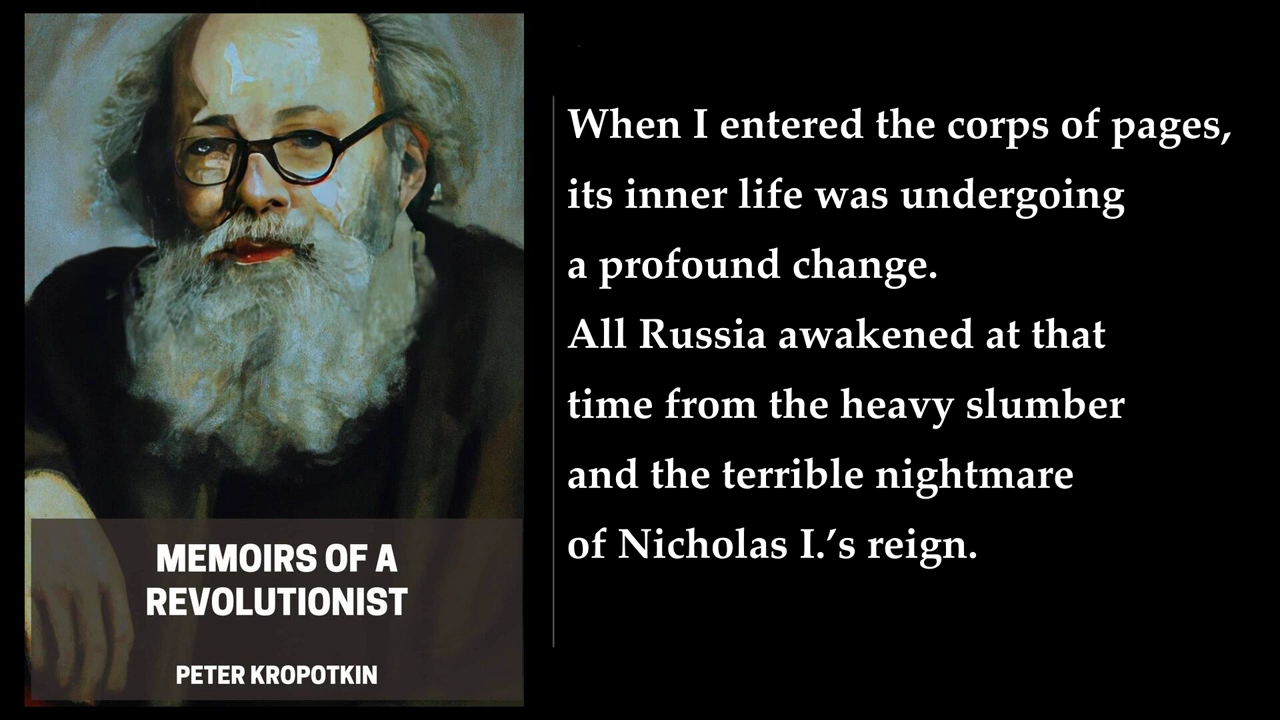 MEMOIRS OF A
REVOLUTIONIST
PETER KROPOTKIN
When I entered the corps of pages,
its inner life was undergoing
a profound change.
All Russia awakened at that
time from the heavy slumber
and the terrible nightmare
of Nicholas I.’s reign.